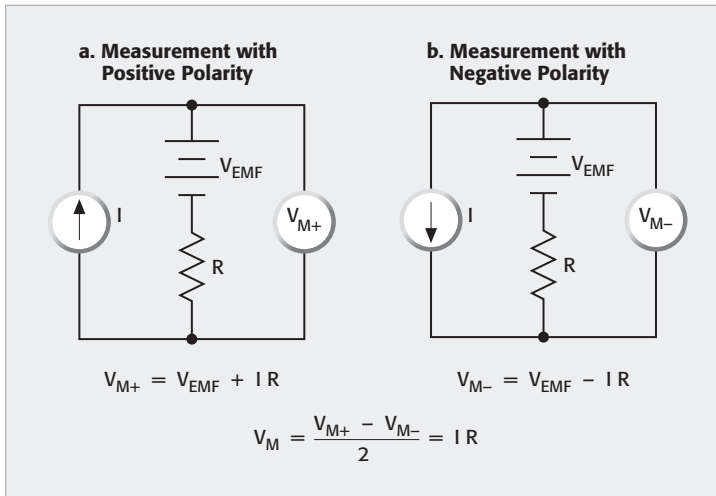 a. Measurement with
Positive Polarity
b. Measurement with
Negative Polarity
V_EMF
I
V_M+
R
V_EMF
I
V_M–
R
V_M+ = V_EMF + I R
V_M– = V_EMF – I R
V_M = (V_M+ – V_M–) / 2 = I R